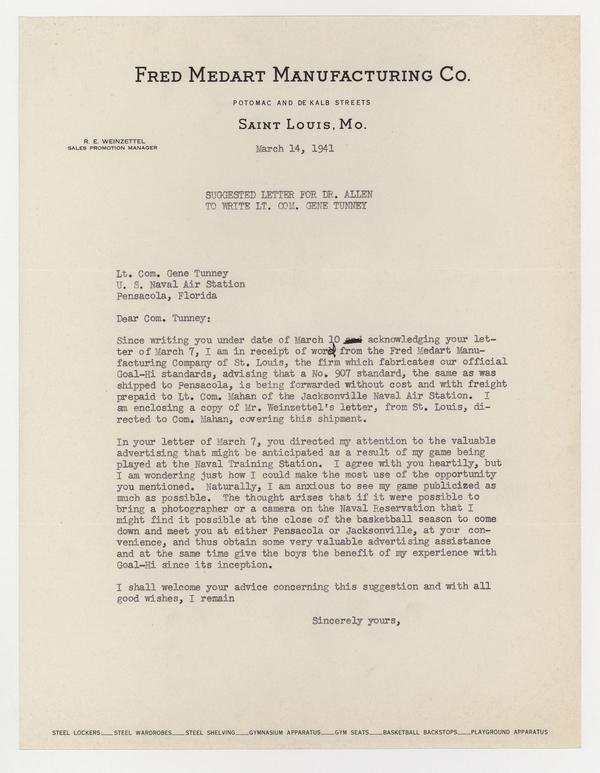 FRED MEDART MANUFACTURING CO.
POTOMAC AND DE KALB STREETS
SAINT LOUIS, MO.
R. E. WEINZETTEL
SALES PROMOTION MANAGER
March 14, 1941
SUGGESTED LETTER FOR DR. ALLEN
TO WRITE LT. COM. GENE TUNNEY
Lt. Com. Gene Tunney
U. S. Naval Air Station
Pensacola, Florida
Dear Com. Tunney:
Since writing you under date of March 10 acknowledging your let-
ter of March 7, I am in receipt of word from the Fred Medart Manu-
facturing Company of St. Louis, the firm which fabricates our official
Goal-Hi standards, advising that a No. 907 standard, the same as was
shipped to Pensacola, is being forwarded without cost and with freight
prepaid to Lt. Com. Mahan of the Jacksonville Naval Air Station. I
am enclosing a copy of Mr. Weinzettel's letter, from St. Louis, di-
rected to Com. Mahan, covering this shipment.
In your letter of March 7, you directed my attention to the valuable
advertising that might be anticipated as a result of my game being
played at the Naval Training Station. I agree with you heartily, but
I am wondering just how I could make the most use of the opportunity
you mentioned. Naturally, I am anxious to see my game publicized as
much as possible. The thought arises that if it were possible to
bring a photographer or a camera on the Naval Reservation that I
might find it possible at the close of the basketball season to come
down and meet you at either Pensacola or Jacksonville, at your con-
venience, and thus obtain some very valuable advertising assistance
and at the same time give the boys the benefit of my experience with
Goal-Hi since its inception.
I shall welcome your advice concerning this suggestion and with all
good wishes, I remain
Sincerely yours,
STEEL LOCKERS___STEEL WARDROBES___STEEL SHELVING___GYMNASIUM APPARATUS___GYM SEATS___BASKETBALL BACKSTOPS___PLAYGROUND APPARATUS